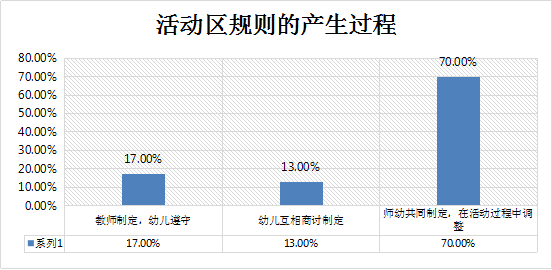 活动区规则的产生过程
80.00%
70.00%
60.00%
50.00%
40.00%
30.00%
20.00%
10.00%
0.00%
17.00%
13.00%
70.00%
教师制定，幼儿遵守
幼儿互相商讨制定
师幼共同制定，在活动过程中调
整
系列1
17.00%
13.00%
70.00%